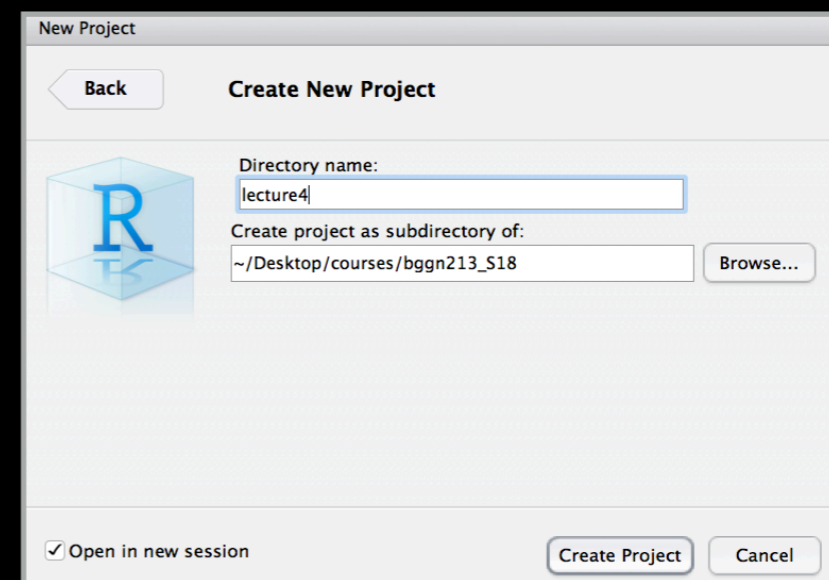 New Project
Back
Create New Project
R
Directory name:
lecture4
Create project as subdirectory of:
~/Desktop/courses/bggn213_S18
Browse...
Open in new session
Create Project
Cancel